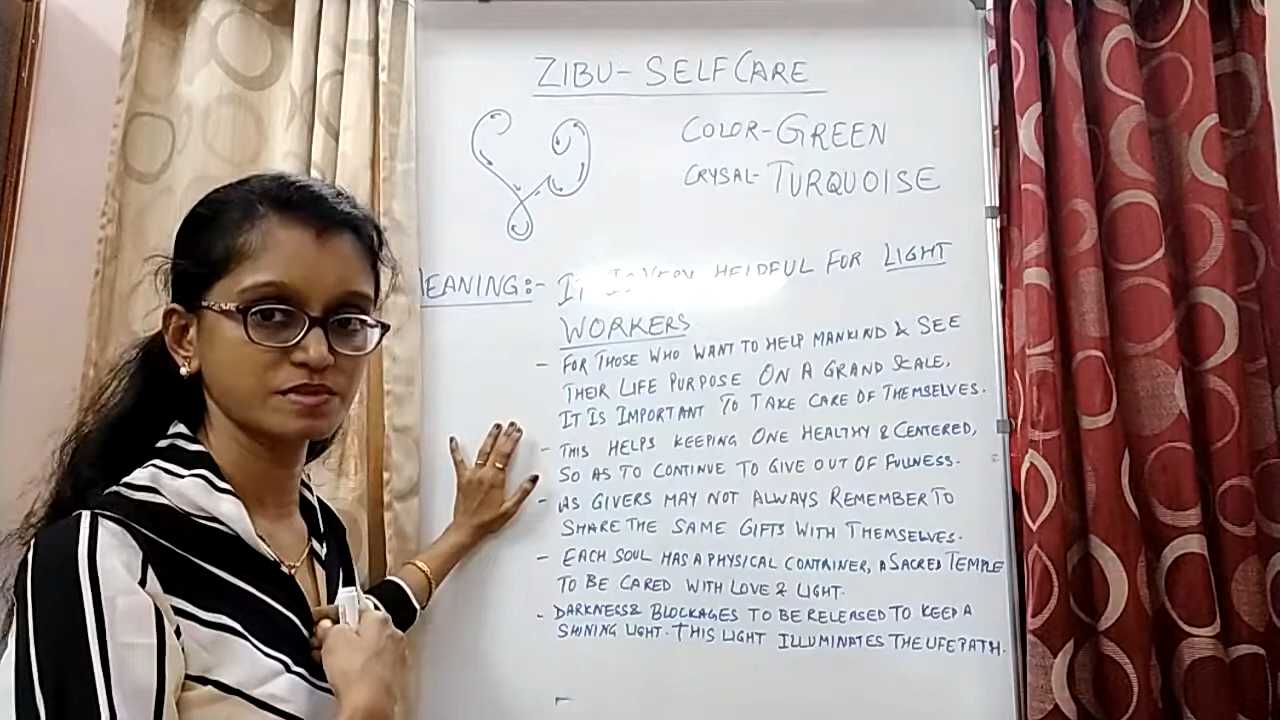 ZIBU - SELF CARE
COLOR - GREEN
CRYSAL - TURQUOISE
EANING :- FOR LIGHT
WORKERS
- FOR THOSE WHO WANT TO HELP MANKIND & SEE
THEIR LIFE PURPOSE ON A GRAND SCALE,
IT IS IMPORTANT TO TAKE CARE OF THEMSELVES.
- THIS HELPS KEEPING ONE HEALTHY & CENTERED,
SO AS TO CONTINUE TO GIVE OUT OF FULLNESS.
- AS GIVERS MAY NOT ALWAYS REMEMBER TO
SHARE THE SAME GIFTS WITH THEMSELVES.
- EACH SOUL HAS A PHYSICAL CONTAINER, A SACRED TEMPLE
TO BE CARED WITH LOVE & LIGHT.
- DARKNESS & BLOCKAGES TO BE RELEASED TO KEEP A
SHINING LIGHT. THIS LIGHT ILLUMINATES THE LIFE PATH.